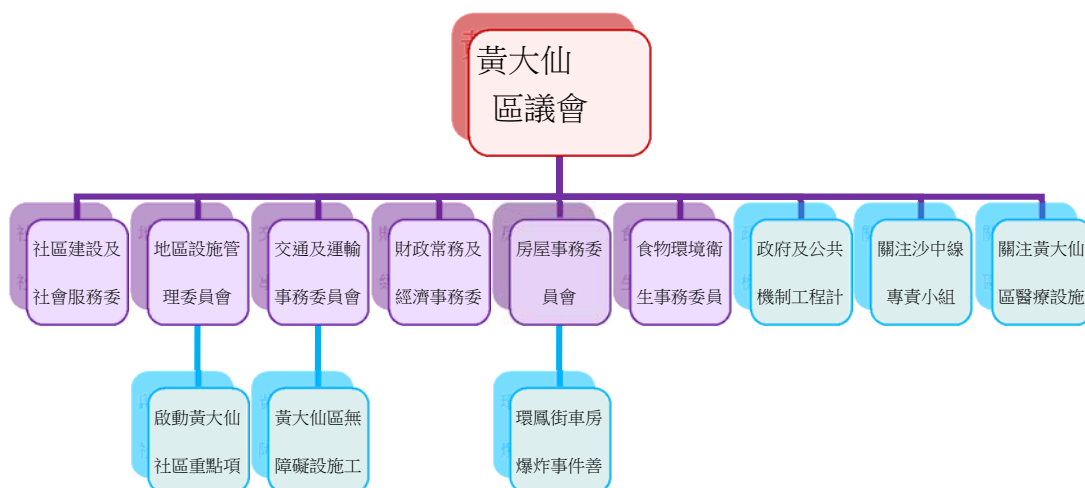 黃大仙
區議會
社區建設及
社會服務委
地區設施管
理委員會
交通及運輸
事務委員會
財政常務及
經濟事務委
房屋事務委
員會
食物環境衞
生事務委員
政府及公共
機制工程計
關注沙中線
專責小組
關注黃大仙
區醫療設施
啟動黃大仙
社區重點項
黃大仙區無
障礙設施工
環鳳街車房
爆炸事件善